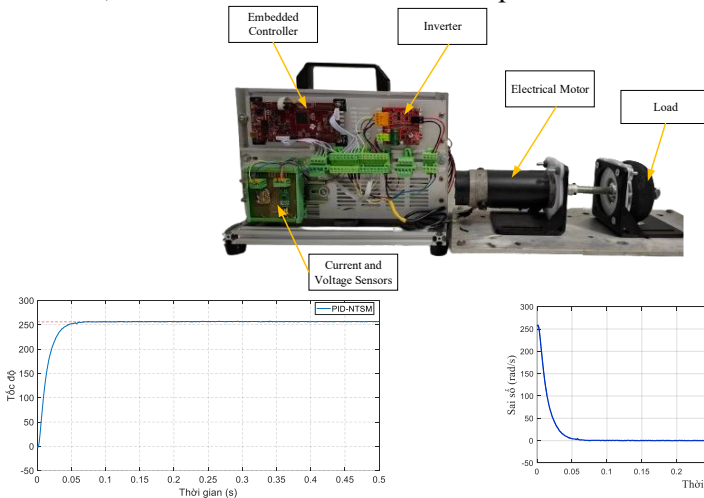 Embedded
Controller
Inverter
Electrical Motor
Load
Current and
Voltage Sensors
300
250
200
150
100
50
0
-50
Tốc độ
PID-NTSM
0
0.05
0.1
0.15
0.2
0.25
0.3
0.35
0.4
0.45
0.5
Thời gian (s)
300
250
200
150
100
50
0
-50
Sai số (rad/s)
0
0.05
0.1
0.15
0.2
Thời